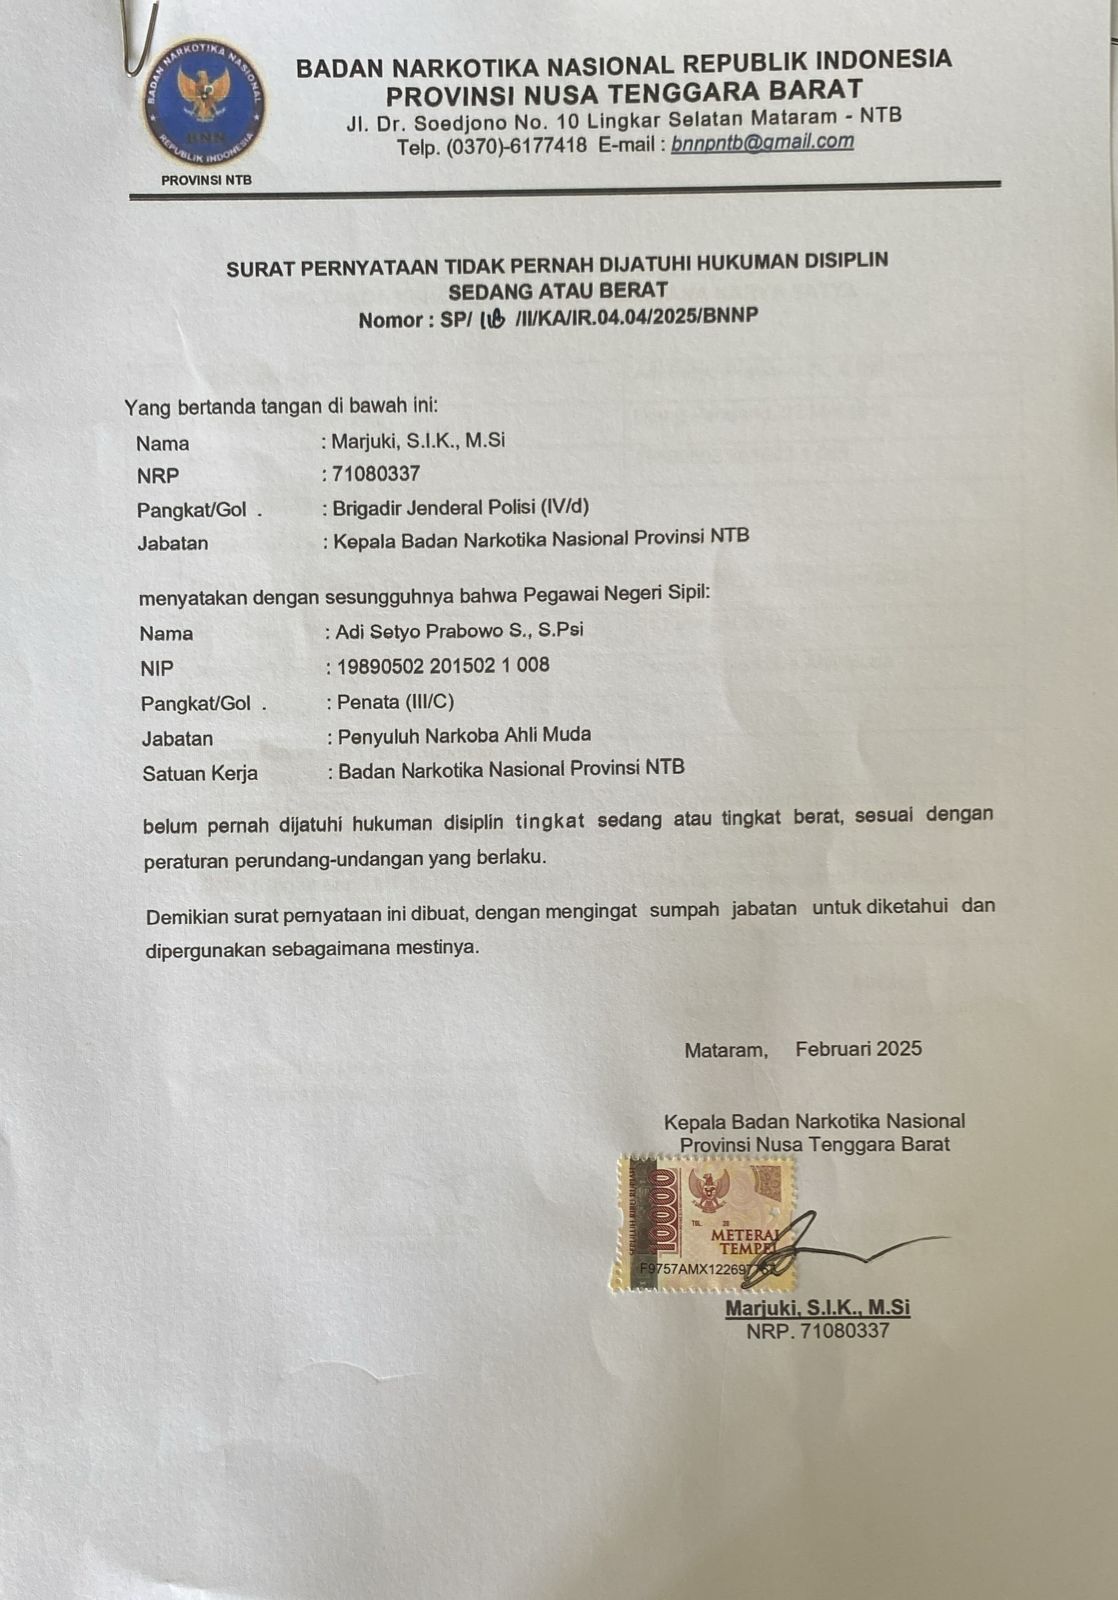 BADAN NARKOTIKA NASIONAL
BNN
REPUBLIK INDONESIA
PROVINSI NTB
BADAN NARKOTIKA NASIONAL REPUBLIK INDONESIA
PROVINSI NUSA TENGGARA BARAT
Jl. Dr. Soedjono No. 10 Lingkar Selatan Mataram - NTB
Telp. (0370)-6177418 E-mail : bnnpntb@gmail.com
SURAT PERNYATAAN TIDAK PERNAH DIJATUHI HUKUMAN DISIPLIN
SEDANG ATAU BERAT
Nomor : SP/ /II/KA/IR.04.04/2025/BNNP
Yang bertanda tangan di bawah ini:
Nama : Marjuki, S.I.K., M.Si
NRP : 71080337
Pangkat/Gol . : Brigadir Jenderal Polisi (IV/d)
Jabatan : Kepala Badan Narkotika Nasional Provinsi NTB
menyatakan dengan sesungguhnya bahwa Pegawai Negeri Sipil:
Nama : Adi Setyo Prabowo S., S.Psi
NIP : 19890502 201502 1 008
Pangkat/Gol . : Penata (III/C)
Jabatan : Penyuluh Narkoba Ahli Muda
Satuan Kerja : Badan Narkotika Nasional Provinsi NTB
belum pernah dijatuhi hukuman disiplin tingkat sedang atau tingkat berat, sesuai dengan
peraturan perundang-undangan yang berlaku.
Demikian surat pernyataan ini dibuat, dengan mengingat sumpah jabatan untuk diketahui dan
dipergunakan sebagaimana mestinya.
Mataram, Februari 2025
Kepala Badan Narkotika Nasional
Provinsi Nusa Tenggara Barat
SEPULUH RIBU RUPIAH
10000
TGL. 20
METERAI
TEMPEL
Marjuki, S.I.K., M.Si
NRP. 71080337